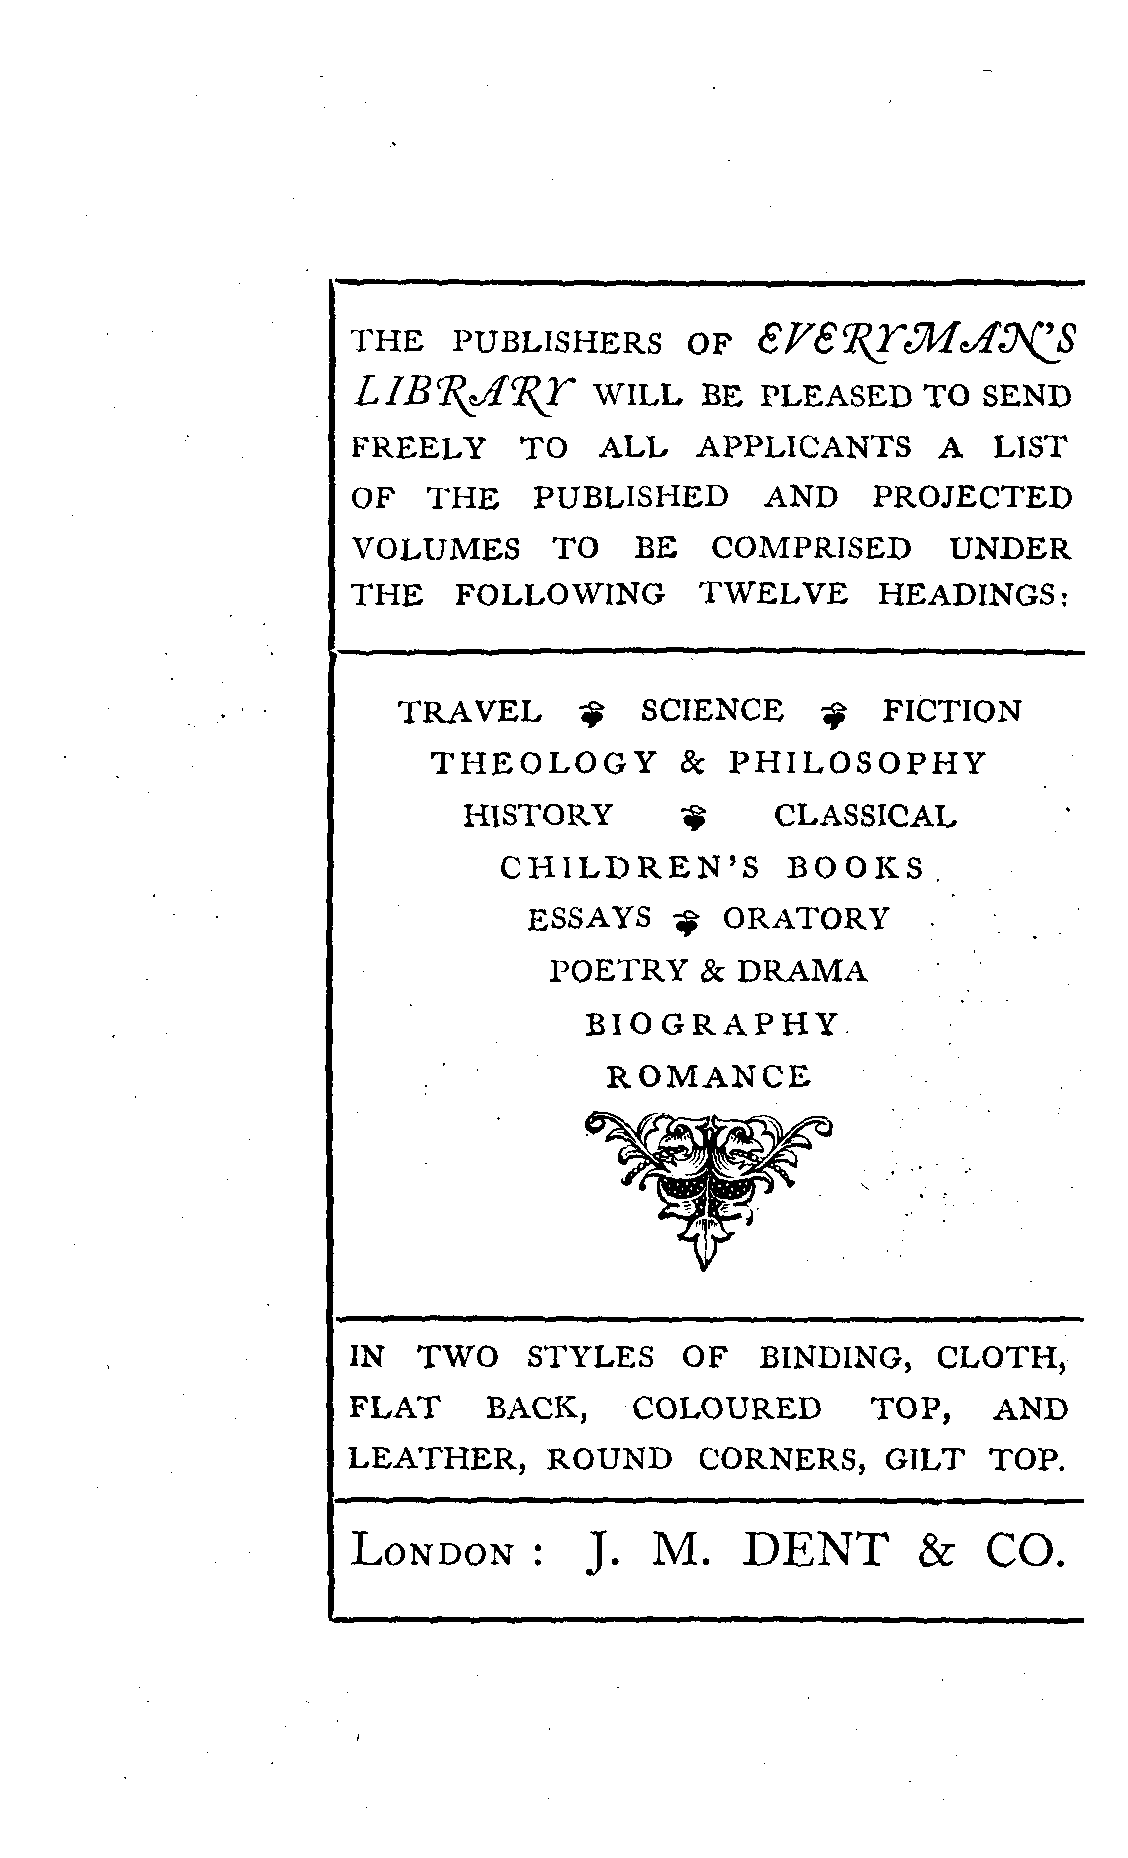 THE PUBLISHERS OF EVERYMAN'S
LIBRARY WILL BE PLEASED TO SEND
FREELY TO ALL APPLICANTS A LIST
OF THE PUBLISHED AND PROJECTED
VOLUMES TO BE COMPRISED UNDER
THE FOLLOWING TWELVE HEADINGS:
TRAVEL ❦ SCIENCE ❦ FICTION
THEOLOGY & PHILOSOPHY
HISTORY ❦ CLASSICAL
CHILDREN'S BOOKS
ESSAYS ❦ ORATORY
POETRY & DRAMA
BIOGRAPHY
ROMANCE
IN TWO STYLES OF BINDING, CLOTH,
FLAT BACK, COLOURED TOP, AND
LEATHER, ROUND CORNERS, GILT TOP.
LONDON : J. M. DENT & CO.